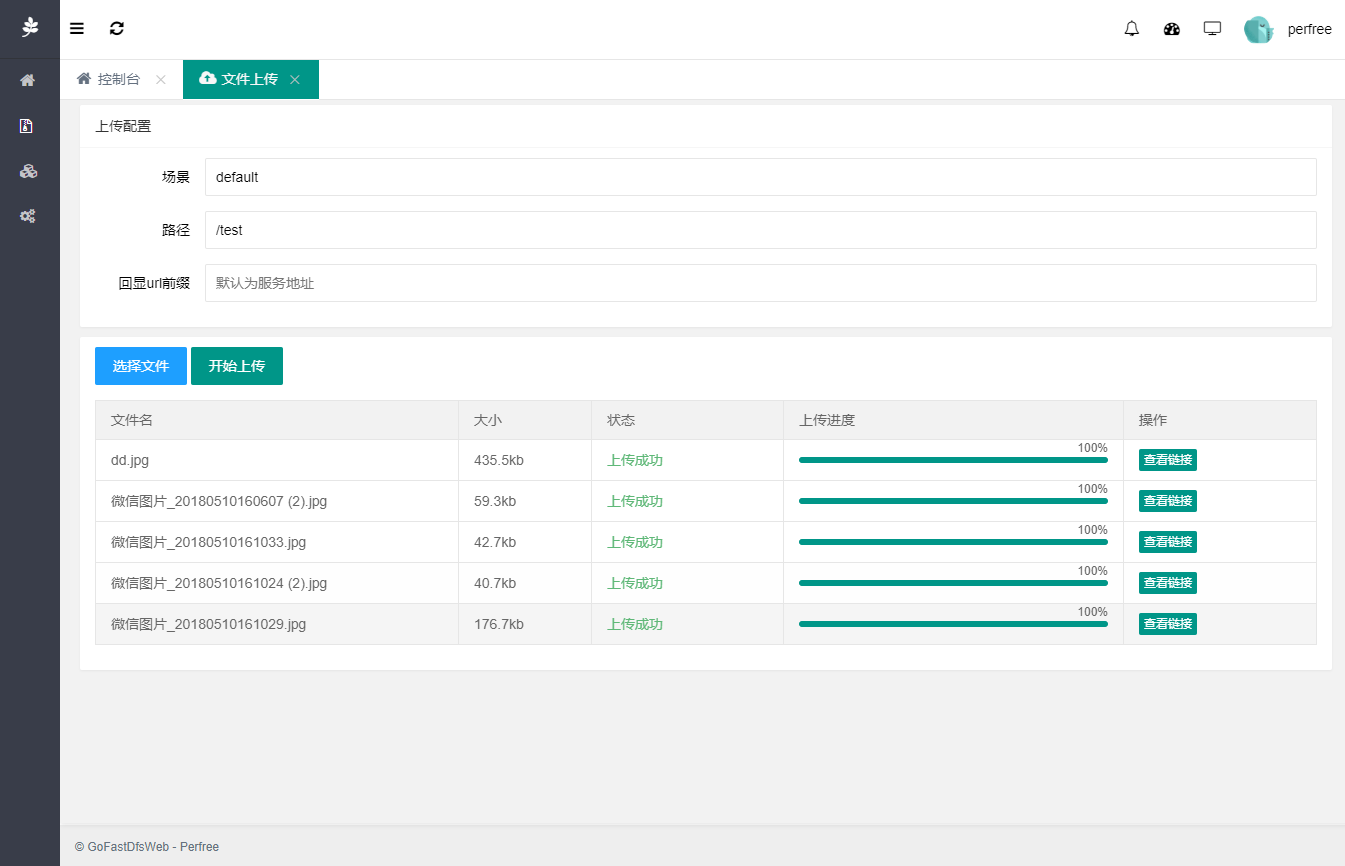 perfree
控制台
文件上传
上传配置
场景 default
路径 /test
回显url前缀 默认为服务地址
选择文件 开始上传
文件名 大小 状态 上传进度 操作
dd.jpg 435.5kb 上传成功 100% 查看链接
微信图片_20180510160607 (2).jpg 59.3kb 上传成功 100% 查看链接
微信图片_20180510161033.jpg 42.7kb 上传成功 100% 查看链接
微信图片_20180510161024 (2).jpg 40.7kb 上传成功 100% 查看链接
微信图片_20180510161029.jpg 176.7kb 上传成功 100% 查看链接
© GoFastDfsWeb - Perfree